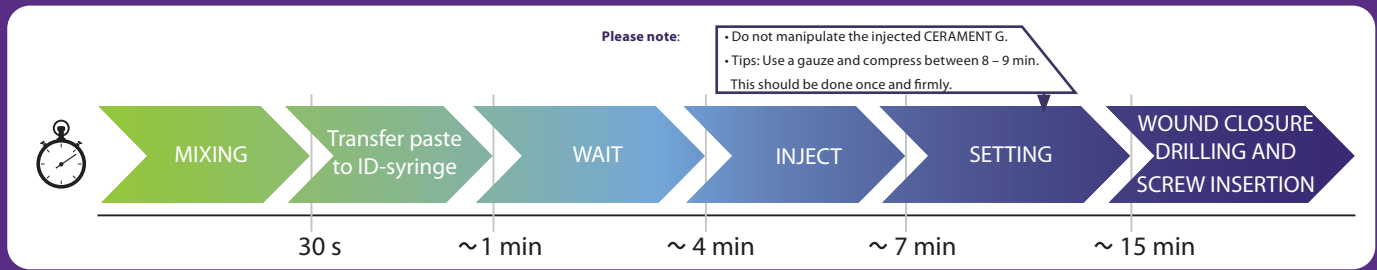 Please note:
• Do not manipulate the injected CERAMENT G.
• Tips: Use a gauze and compress between 8 – 9 min.
This should be done once and firmly.
MIXING
Transfer paste
to ID-syringe
WAIT
INJECT
SETTING
WOUND CLOSURE
DRILLING AND
SCREW INSERTION
30 s
~ 1 min
~ 4 min
~ 7 min
~ 15 min